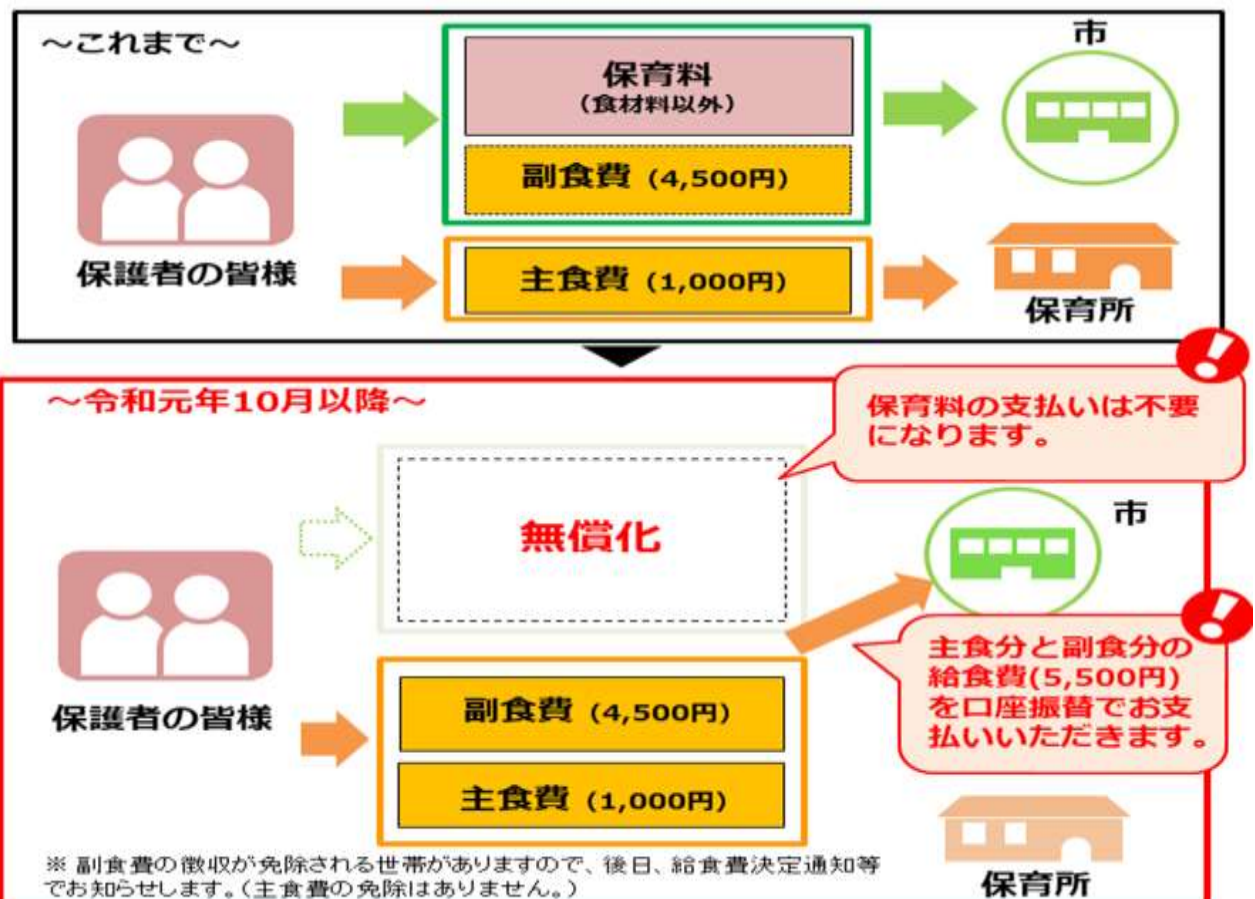 ～これまで～
市
保育料
（食材料以外）
副食費 (4,500円)
保護者の皆様
主食費 (1,000円)
保育所
～令和元年10月以降～
保育料の支払いは不要
になります。
無償化
市
主食分と副食分の
給食費(5,500円)
を口座振替でお支
払いいただきます。
保護者の皆様
副食費 (4,500円)
主食費 (1,000円)
※ 副食費の徴収が免除される世帯がありますので、後日、給食費決定通知等
でお知らせします。(主食費の免除はありません。)
保育所